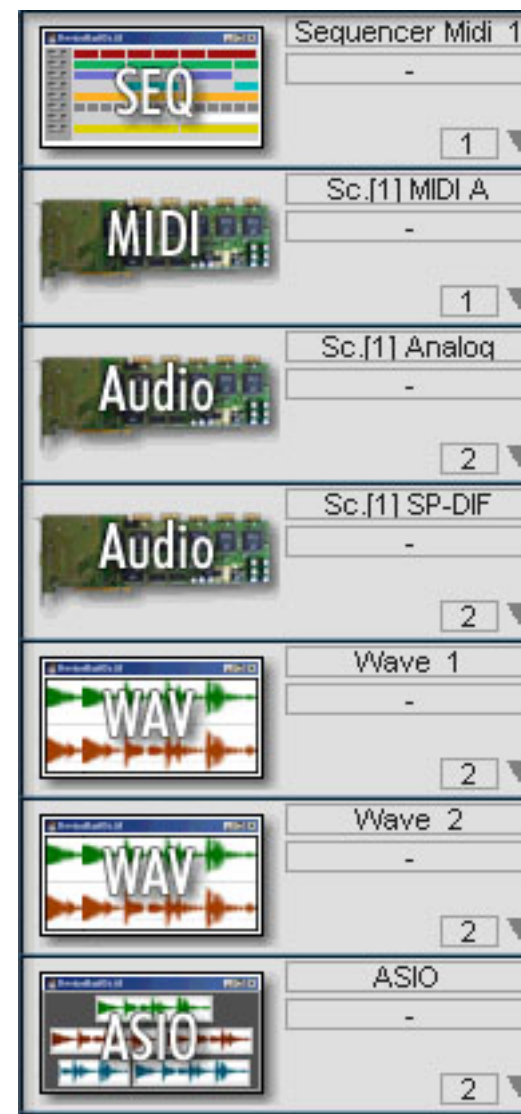 SEQ
Sequencer Midi 1
-
1
MIDI
Sc.[1] MIDI A
-
1
Audio
Sc.[1] Analog
-
2
Audio
Sc.[1] SP-DIF
-
2
WAV
Wave 1
-
2
WAV
Wave 2
-
2
ASIO
ASIO
-
2